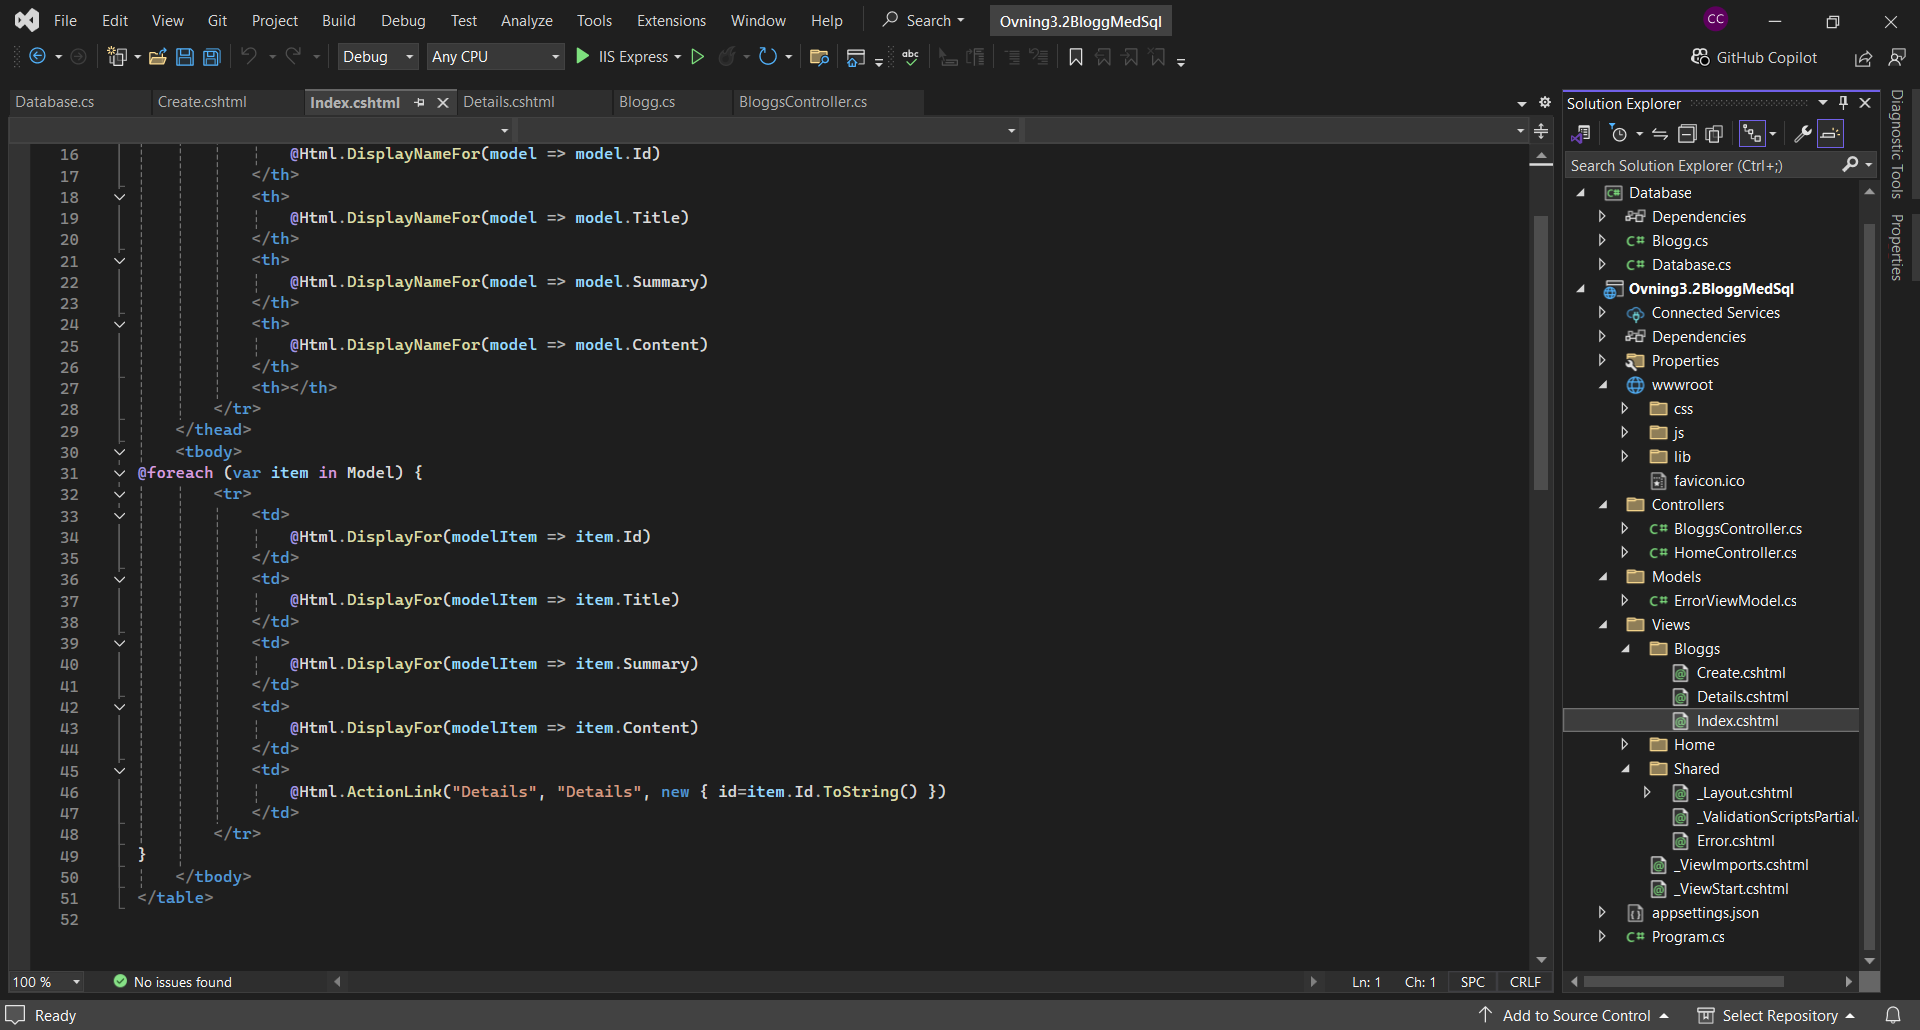 File Edit View Git Project Build Debug Test Analyze Tools Extensions Window Help Search Ovning3.2BloggMedSql CC
Debug Any CPU IIS Express abc GitHub Copilot
Database.cs Create.cshtml Index.cshtml Details.cshtml Blogg.cs BloggsController.cs
16 @Html.DisplayNameFor(model => model.Id)
17 </th>
18 <th>
19 @Html.DisplayNameFor(model => model.Title)
20 </th>
21 <th>
22 @Html.DisplayNameFor(model => model.Summary)
23 </th>
24 <th>
25 @Html.DisplayNameFor(model => model.Content)
26 </th>
27 <th></th>
28 </tr>
29 </thead>
30 <tbody>
31 @foreach (var item in Model) {
32 <tr>
33 <td>
34 @Html.DisplayFor(modelItem => item.Id)
35 </td>
36 <td>
37 @Html.DisplayFor(modelItem => item.Title)
38 </td>
39 <td>
40 @Html.DisplayFor(modelItem => item.Summary)
41 </td>
42 <td>
43 @Html.DisplayFor(modelItem => item.Content)
44 </td>
45 <td>
46 @Html.ActionLink("Details", "Details", new { id=item.Id.ToString() })
47 </td>
48 </tr>
49 }
50 </tbody>
51 </table>
52
100 % No issues found Ln: 1 Ch: 1 SPC CRLF
Solution Explorer
Search Solution Explorer (Ctrl+;)
Database
Dependencies
C# Blogg.cs
C# Database.cs
Ovning3.2BloggMedSql
Connected Services
Dependencies
Properties
wwwroot
css
js
lib
favicon.ico
Controllers
C# BloggsController.cs
C# HomeController.cs
Models
C# ErrorViewModel.cs
Views
Bloggs
Create.cshtml
Details.cshtml
Index.cshtml
Home
Shared
_Layout.cshtml
_ValidationScriptsPartial.
Error.cshtml
_ViewImports.cshtml
_ViewStart.cshtml
appsettings.json
C# Program.cs
Diagnostic Tools
Properties
Ready Add to Source Control Select Repository